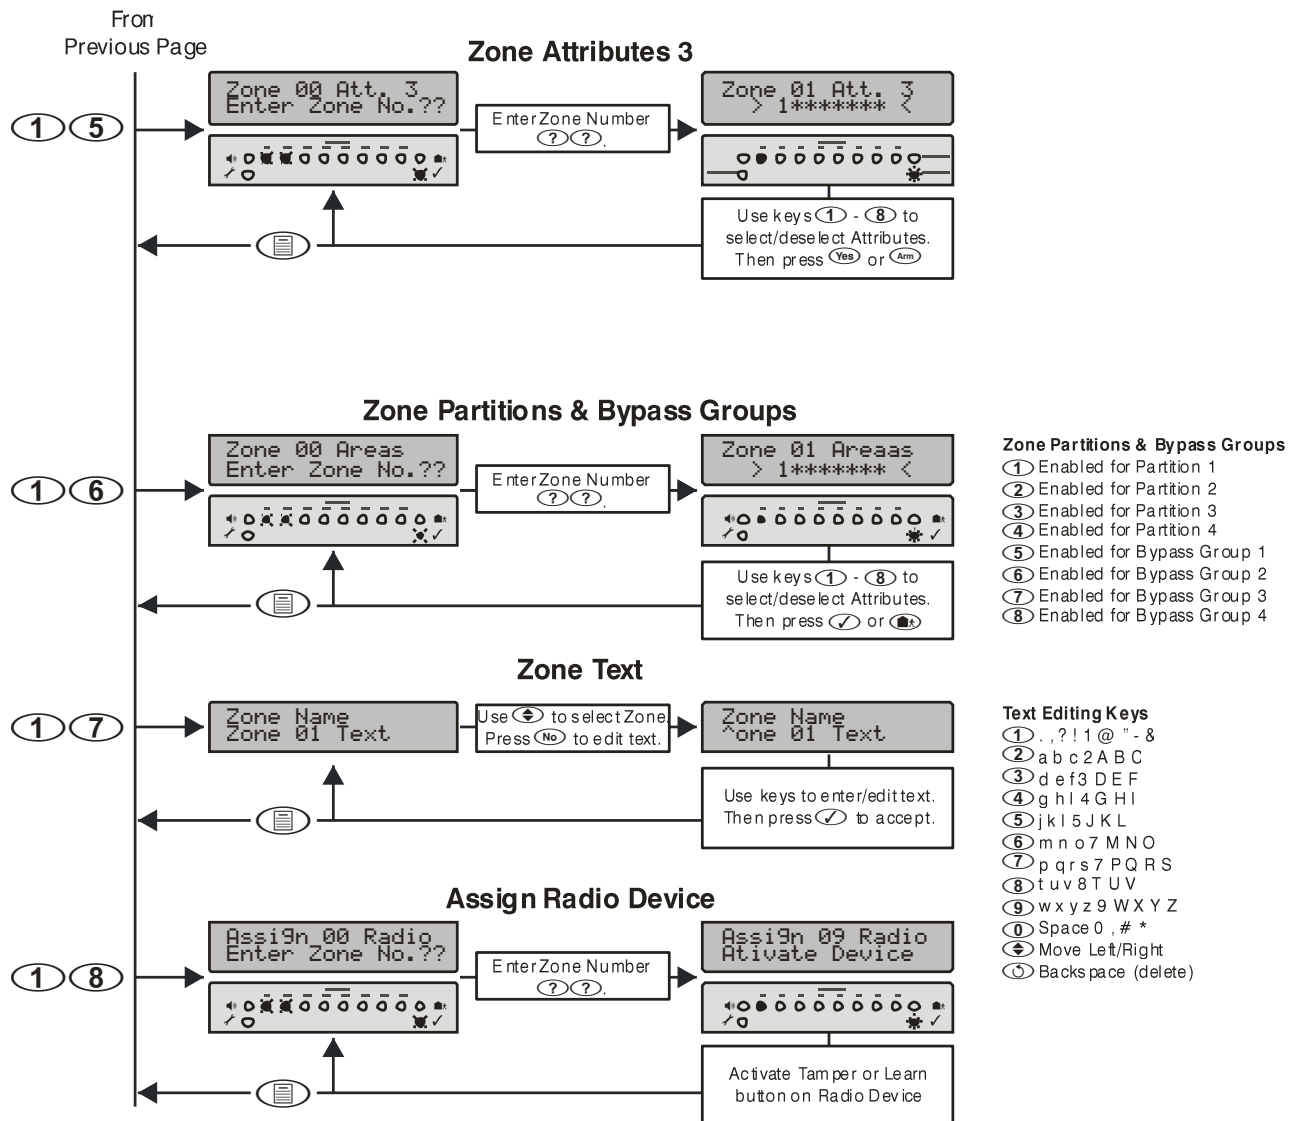 From
Previous Page
Zone Attributes 3
1 5
Zone 00 Att. 3
Enter Zone No.??
Enter Zone Number
? ?.
Zone 01 Att. 3
> 1******* <
Use keys 1 - 8 to
select/deselect Attributes.
Then press Yes or Arm
Zone Partitions & Bypass Groups
1 6
Zone 00 Areas
Enter Zone No.??
Enter Zone Number
? ?.
Zone 01 Areaas
> 1******* <
Use keys 1 - 8 to
select/deselect Attributes.
Then press ✓ or
Zone Partitions & Bypass Groups
1 Enabled for Partition 1
2 Enabled for Partition 2
3 Enabled for Partition 3
4 Enabled for Partition 4
5 Enabled for Bypass Group 1
6 Enabled for Bypass Group 2
7 Enabled for Bypass Group 3
8 Enabled for Bypass Group 4
Zone Text
1 7
Zone Name
Zone 01 Text
Use to select Zone.
Press No to edit text.
Zone Name
^one 01 Text
Use keys to enter/edit text.
Then press ✓ to accept.
Text Editing Keys
1 . , ? ! 1 @ " - &
2 a b c 2 A B C
3 d e f 3 D E F
4 g h I 4 G H I
5 j k l 5 J K L
6 m n o 7 M N O
7 p q r s 7 P Q R S
8 t u v 8 T U V
9 w x y z 9 W X Y Z
0 Space 0 , # *
Move Left/Right
Backspace (delete)
Assign Radio Device
1 8
Assi9n 00 Radio
Enter Zone No.??
Enter Zone Number
? ?.
Assi9n 09 Radio
Ativate Device
Activate Tamper or Learn
button on Radio Device